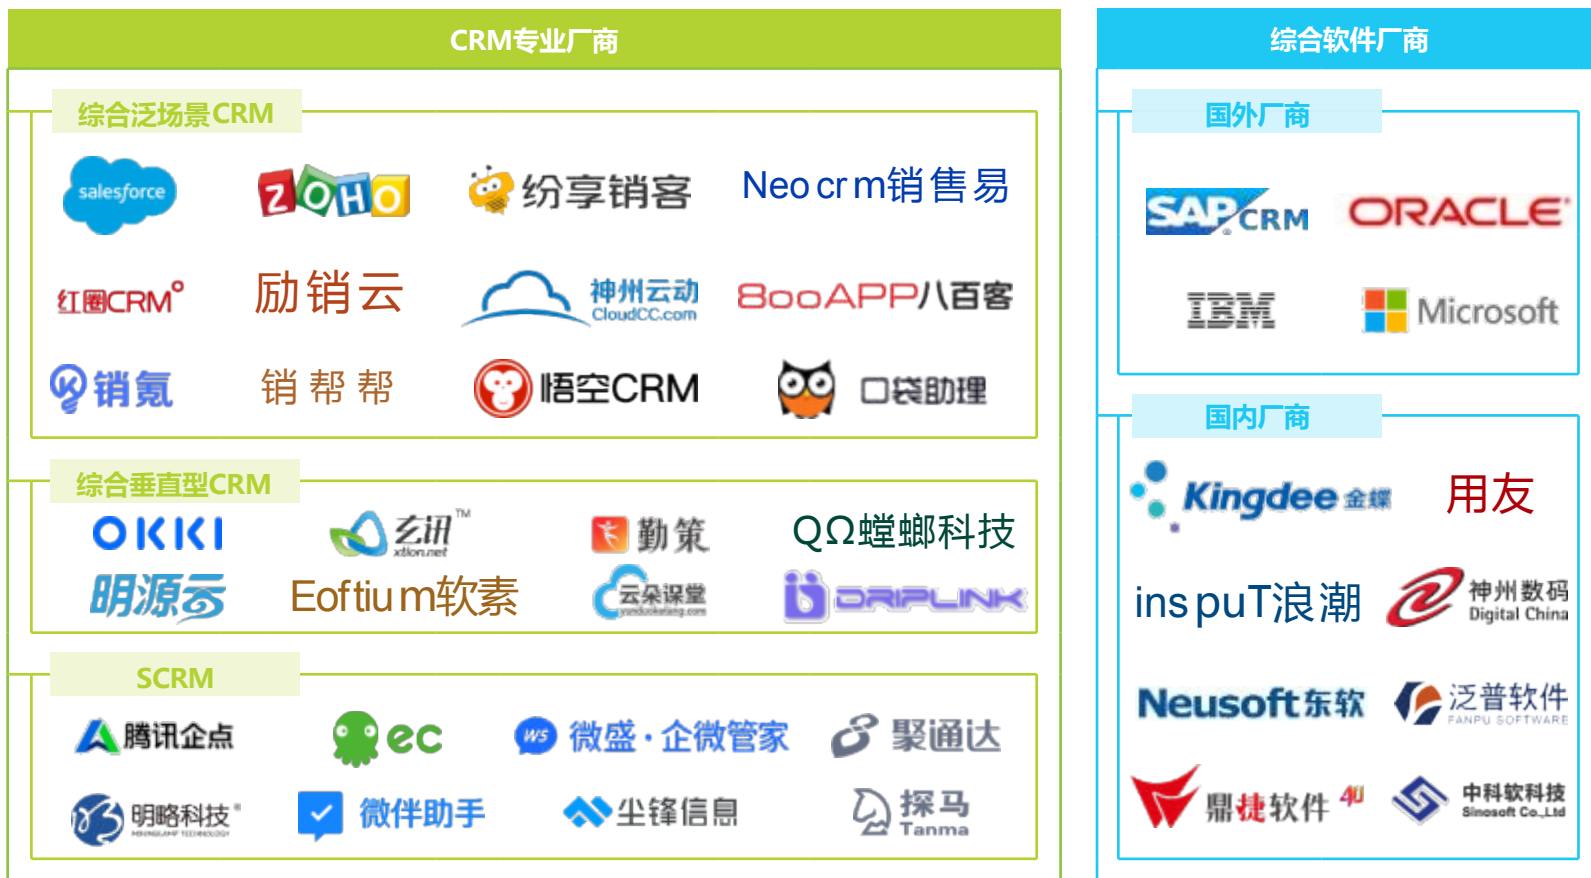 CRM专业厂商
综合泛场景CRM
salesforce
ZOHO
纷享销客
Neocrm销售易
红圈CRM
励销云
神州云动
CloudCC.com
800APP八百客
销氪
销帮帮
悟空CRM
口袋助理
综合垂直型CRM
OKKI
玄讯™
xtion.net
勤策
QΩ螳螂科技
明源云
Eoftium软素
云朵课堂
yunduoketang.com
DRIPLINK
SCRM
腾讯企点
ec
WS
微盛·企微管家
聚通达
明略科技®
MININGLAMP TECHNOLOGY
微伴助手
尘锋信息
探马
Tanma
综合软件厂商
国外厂商
SAP® CRM
ORACLE®
IBM
Microsoft
国内厂商
Kingdee金蝶
用友
inspuT浪潮
神州数码
Digital China
Neusoft东软
泛普软件
FANPU SOFTWARE
鼎捷软件 4U
中科软科技
Sinosoft Co.,Ltd